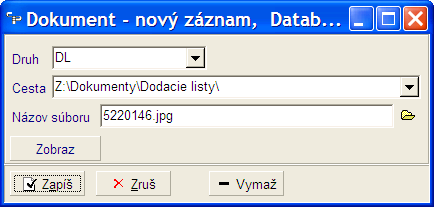 Dokument - nový záznam, Datab...
Druh DL
Cesta Z:\Dokumenty\Dodacie listy\
Názov súboru 5220146.jpg
Zobraz
Zapíš Zruš Vymaž